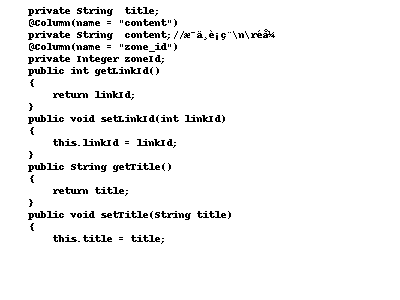 private String  title;
@Column(name = "content")
private String  content;//æ¯ä¸è¡ç¨\n\réå¼
@Column(name = "zone_id")
private Integer zoneId;
public int getLinkId()
{
    return linkId;
}
public void setLinkId(int linkId)
{
    this.linkId = linkId;
}
public String getTitle()
{
    return title;
}
public void setTitle(String title)
{
    this.title = title;